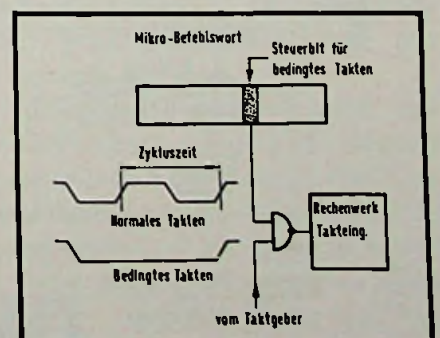 Mikro-Befehlswort
Steuerbit für
bedingtes Takten
Zykluszeit
Normales Takten
Rechenwerk
Takteing.
Bedingtes Takten
vom Taktgeber